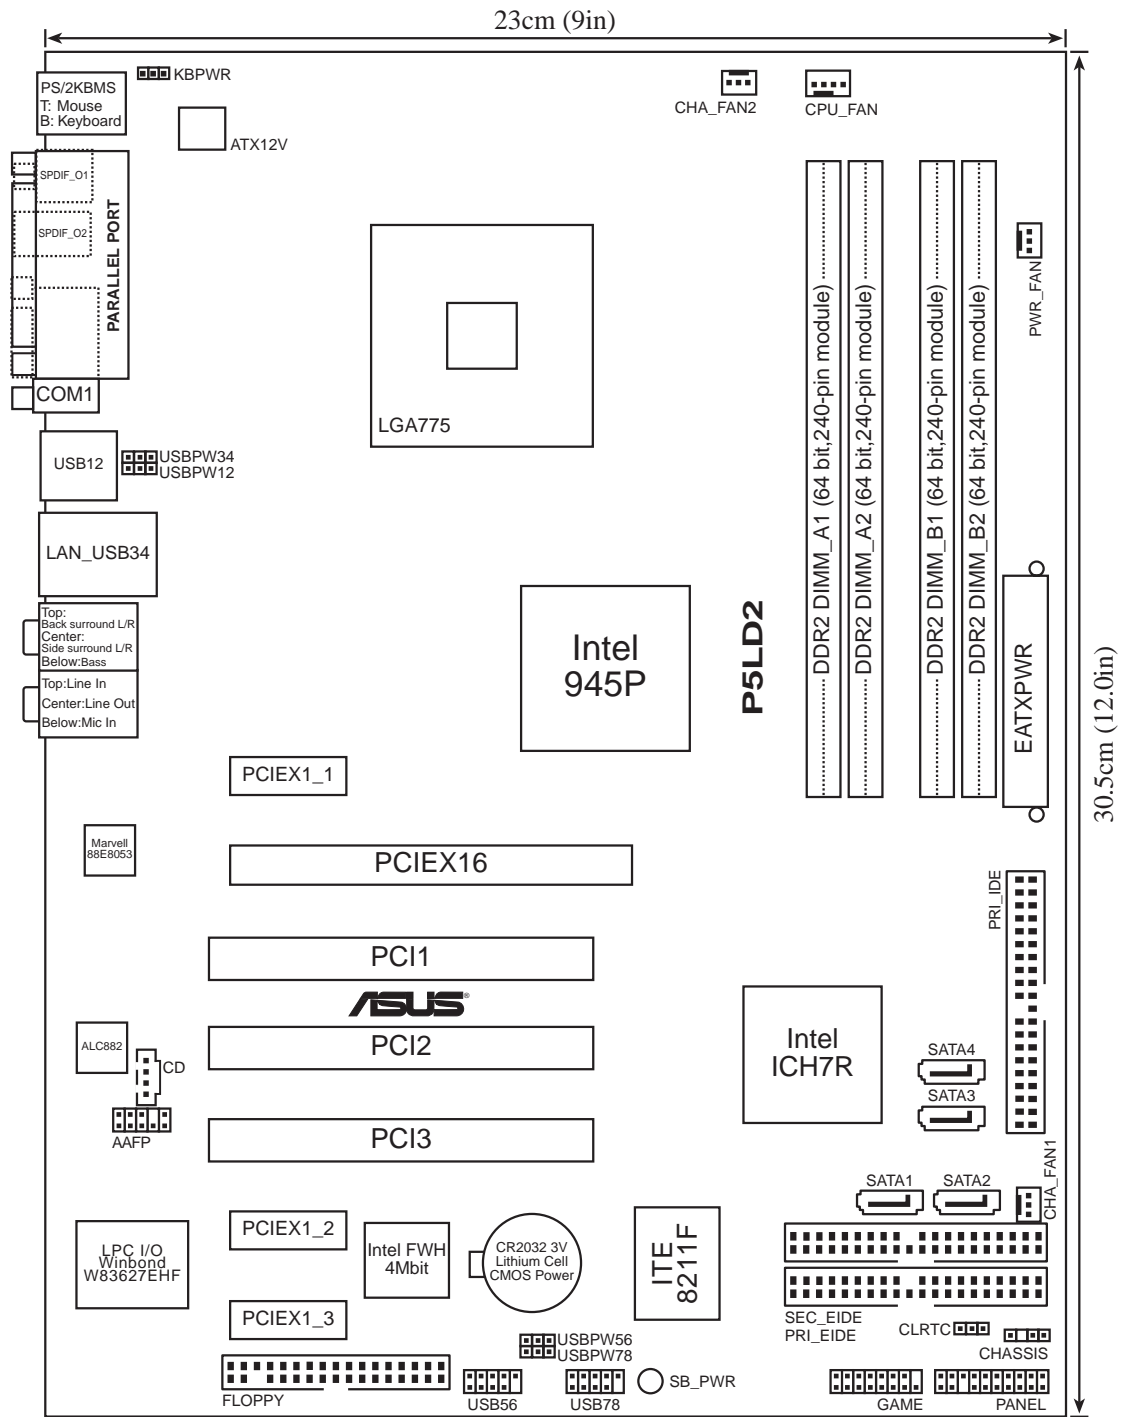 23cm (9in)
PS/2KBMS
T: Mouse
B: Keyboard
KBPWR
ATX12V
CHA_FAN2
CPU_FAN
SPDIF_O1
SPDIF_O2
PARALLEL PORT
PWR_FAN
COM1
LGA775
USB12
USBPW34
USBPW12
LAN_USB34
Top:
Back surround L/R
Center:
Side surround L/R
Below:Bass
Top:Line In
Center:Line Out
Below:Mic In
Intel
945P
P5LD2
DDR2 DIMM_A1 (64 bit,240-pin module)
DDR2 DIMM_A2 (64 bit,240-pin module)
DDR2 DIMM_B1 (64 bit,240-pin module)
DDR2 DIMM_B2 (64 bit,240-pin module)
EATXPWR
30.5cm (12.0in)
PCIEX1_1
Marvell
88E8053
PCIEX16
PRI_IDE
PCI1
ASUS®
ALC882
CD
PCI2
Intel
ICH7R
SATA4
SATA3
AAFP
PCI3
SATA1
SATA2
CHA_FAN1
LPC I/O
Winbond
W83627EHF
PCIEX1_2
Intel FWH
4Mbit
CR2032 3V
Lithium Cell
CMOS Power
ITE
8211F
PCIEX1_3
SEC_EIDE
PRI_EIDE
CLRTC
CHASSIS
USBPW56
USBPW78
FLOPPY
USB56
USB78
SB_PWR
GAME
PANEL